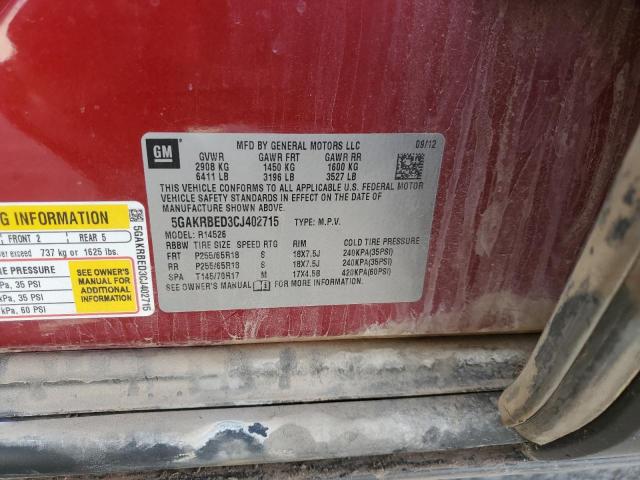 GM
MFD BY GENERAL MOTORS LLC 09/12
GVWR GAWR FRT GAWR RR
2908 KG 1450 KG 1600 KG
6411 LB 3196 LB 3527 LB
THIS VEHICLE CONFORMS TO ALL APPLICABLE U.S. FEDERAL MOTOR
VEHICLE SAFETY STANDARDS IN EFFECT ON THE DATE OF
MANUFACTURE SHOWN ABOVE.
5GAKRBED3CJ402715 TYPE: M.P.V.
MODEL: R14526
RBBW TIRE SIZE SPEED RTG RIM
FRT P255/65R18 S 18X7.5J 240KPA(35PSI)
RR P255/65R18 S 18X7.5J 240KPA(35PSI)
SPA T145/70R17 M 17X4.5B 420KPA(60PSI)
SEE OWNER'S MANUAL FOR MORE INFORMATION.
G INFORMATION
FRONT 2 REAR 5
exceed 737 kg or 1625 lbs.
PRESSURE
kPa, 35 PSI
kPa, 35 PSI
kPa, 60 PSI
SEE OWNER'S
MANUAL FOR
ADDITIONAL
INFORMATION
5GAKRBED3CJ402715